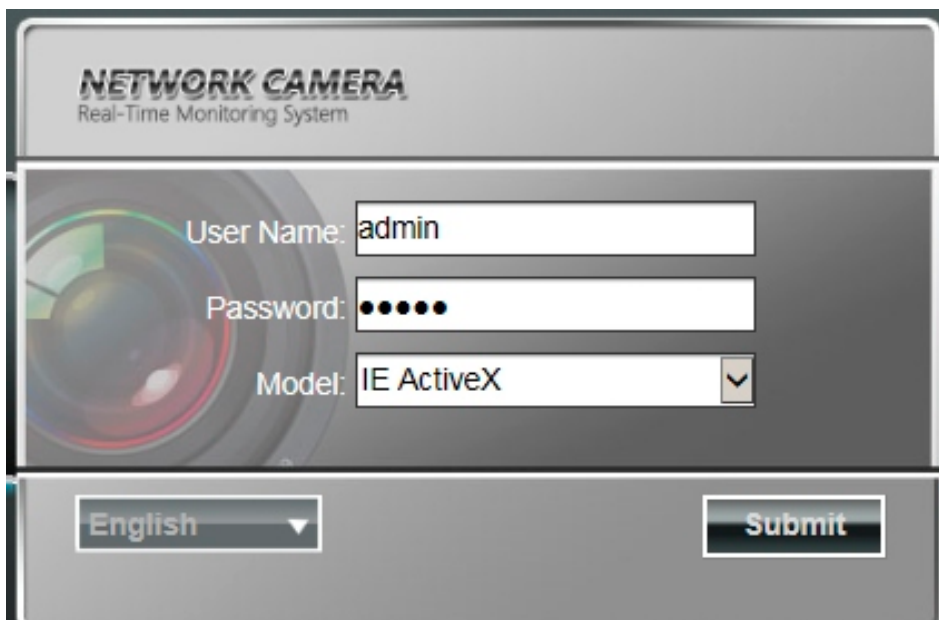 NETWORK CAMERA
Real-Time Monitoring System
User Name: admin
Password: •••••
Model: IE ActiveX
English
Submit